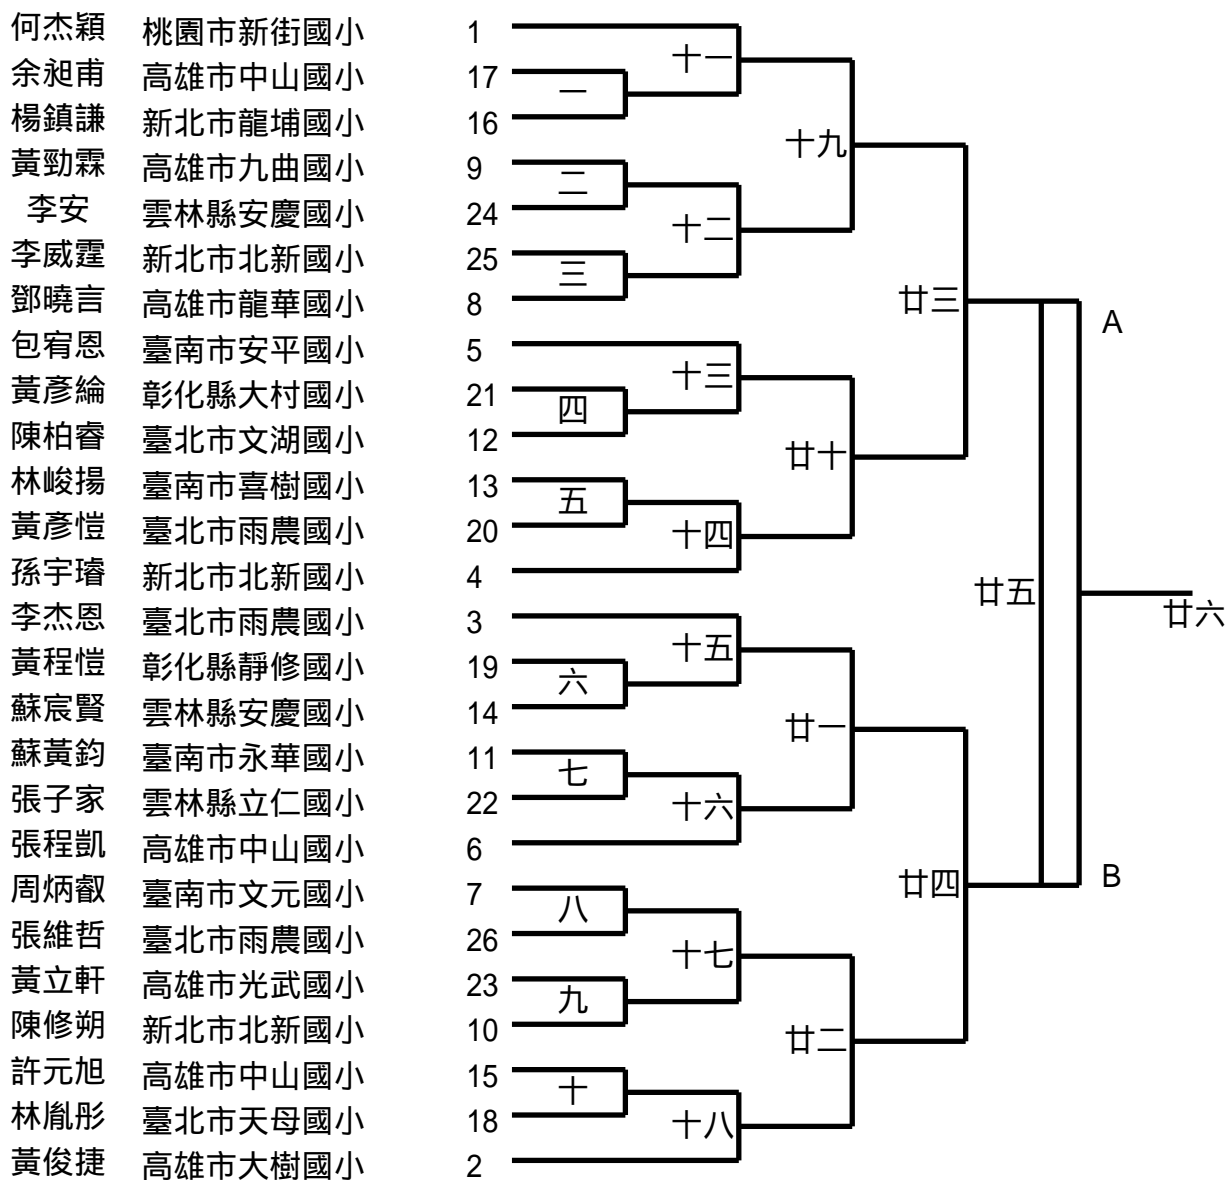 何杰穎 桃園市新街國小 1
余昶甫 高雄市中山國小 17
楊鎮謙 新北市龍埔國小 16
黃勁霖 高雄市九曲國小 9
李安 雲林縣安慶國小 24
李威霆 新北市北新國小 25
鄧曉言 高雄市龍華國小 8
包宥恩 臺南市安平國小 5
黃彥綸 彰化縣大村國小 21
陳柏睿 臺北市文湖國小 12
林峻揚 臺南市喜樹國小 13
黃彥愷 臺北市雨農國小 20
孫宇璿 新北市北新國小 4
李杰恩 臺北市雨農國小 3
黃程愷 彰化縣靜修國小 19
蘇宸賢 雲林縣安慶國小 14
蘇黃鈞 臺南市永華國小 11
張子家 雲林縣立仁國小 22
張程凱 高雄市中山國小 6
周炳叡 臺南市文元國小 7
張維哲 臺北市雨農國小 26
黃立軒 高雄市光武國小 23
陳修朔 新北市北新國小 10
許元旭 高雄市中山國小 15
林胤彤 臺北市天母國小 18
黃俊捷 高雄市大樹國小 2
一
二
三
四
五
六
七
八
九
十
十一
十二
十三
十四
十五
十六
十七
十八
十九
廿十
廿一
廿二
廿三
廿四
廿五
A
B
廿六